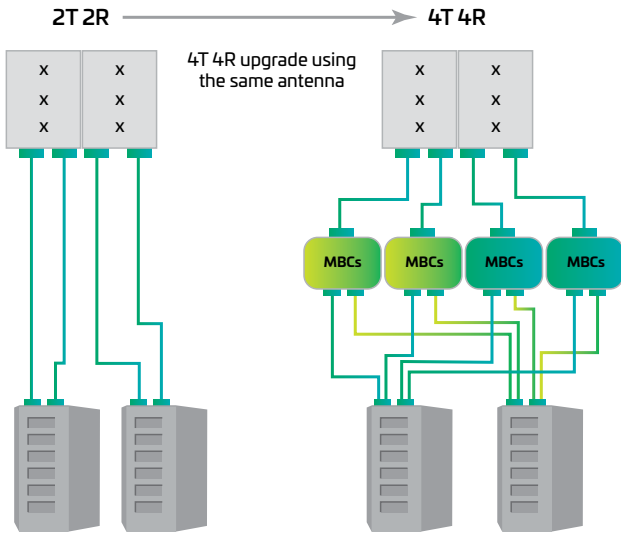 2T 2R
4T 4R
4T 4R upgrade using
the same antenna
X X
X X
X X
X X
X X
X X
MBCs MBCs MBCs MBCs